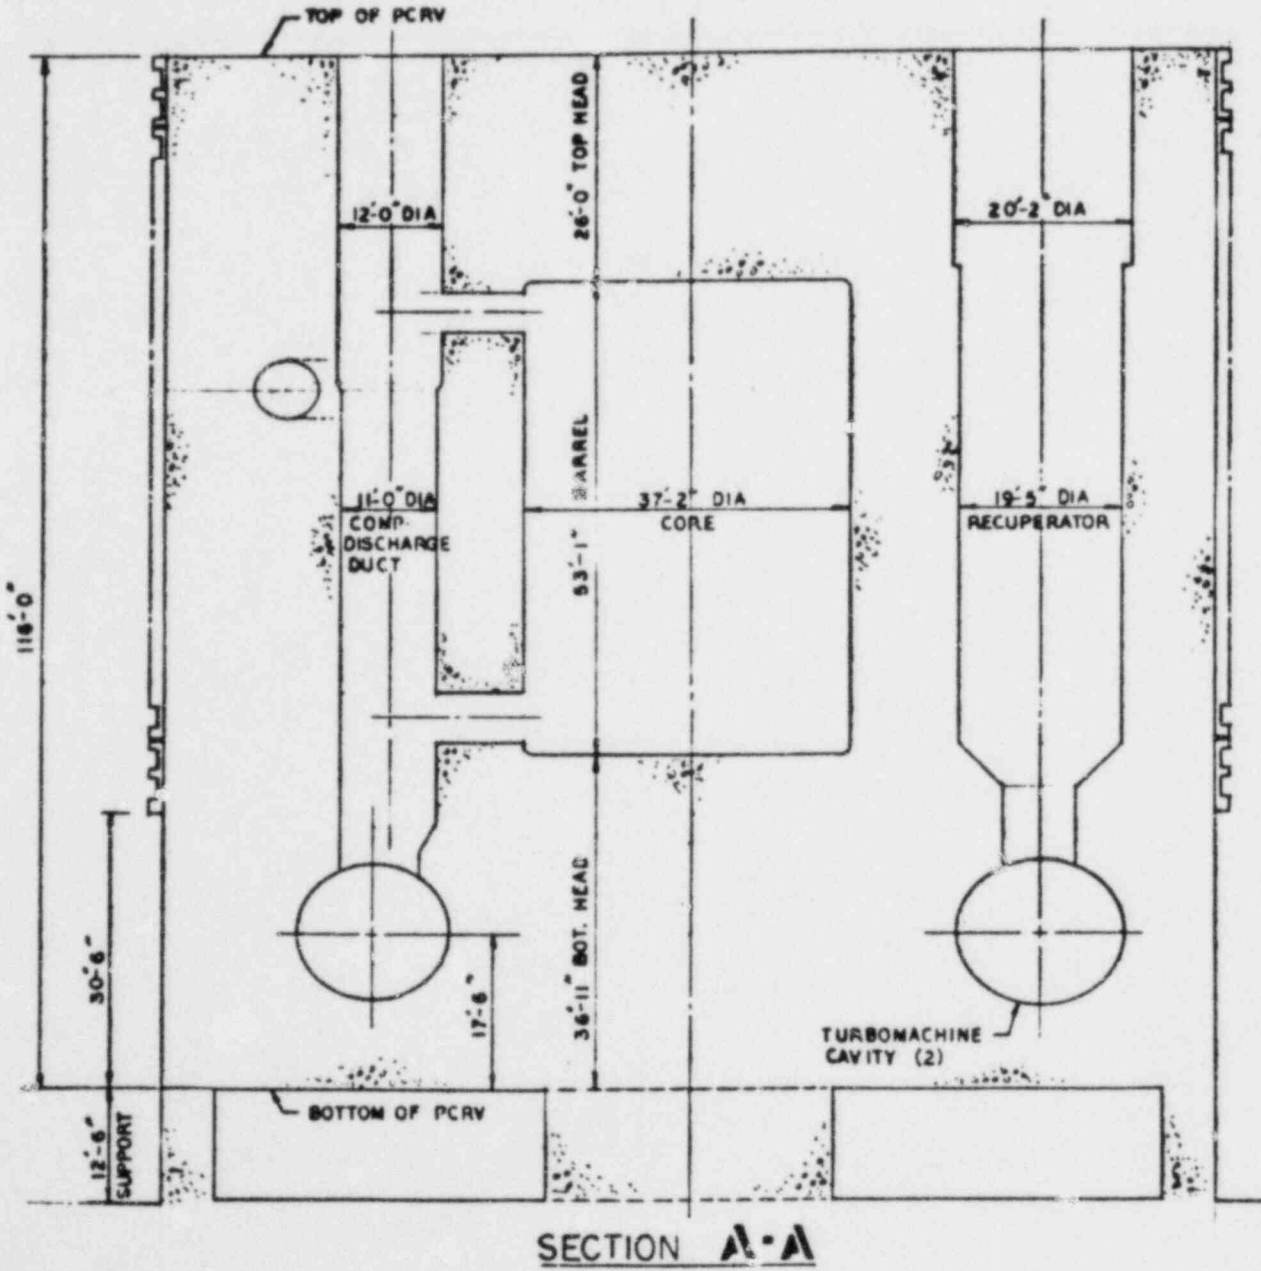 TOP OF PCRV
26'-0" TOP HEAD
12'-0" DIA
20'-2" DIA
BARREL
53'-1"
11'-0" DIA
COMP.
DISCHARGE
DUCT
37'-2" DIA
CORE
19'-5" DIA
RECUPERATOR
116'-0"
30'-6"
17'-6"
36'-11" BOT. HEAD
TURBOMACHINE
CAVITY (2)
BOTTOM OF PCRV
12'-6"
SUPPORT
SECTION A-A